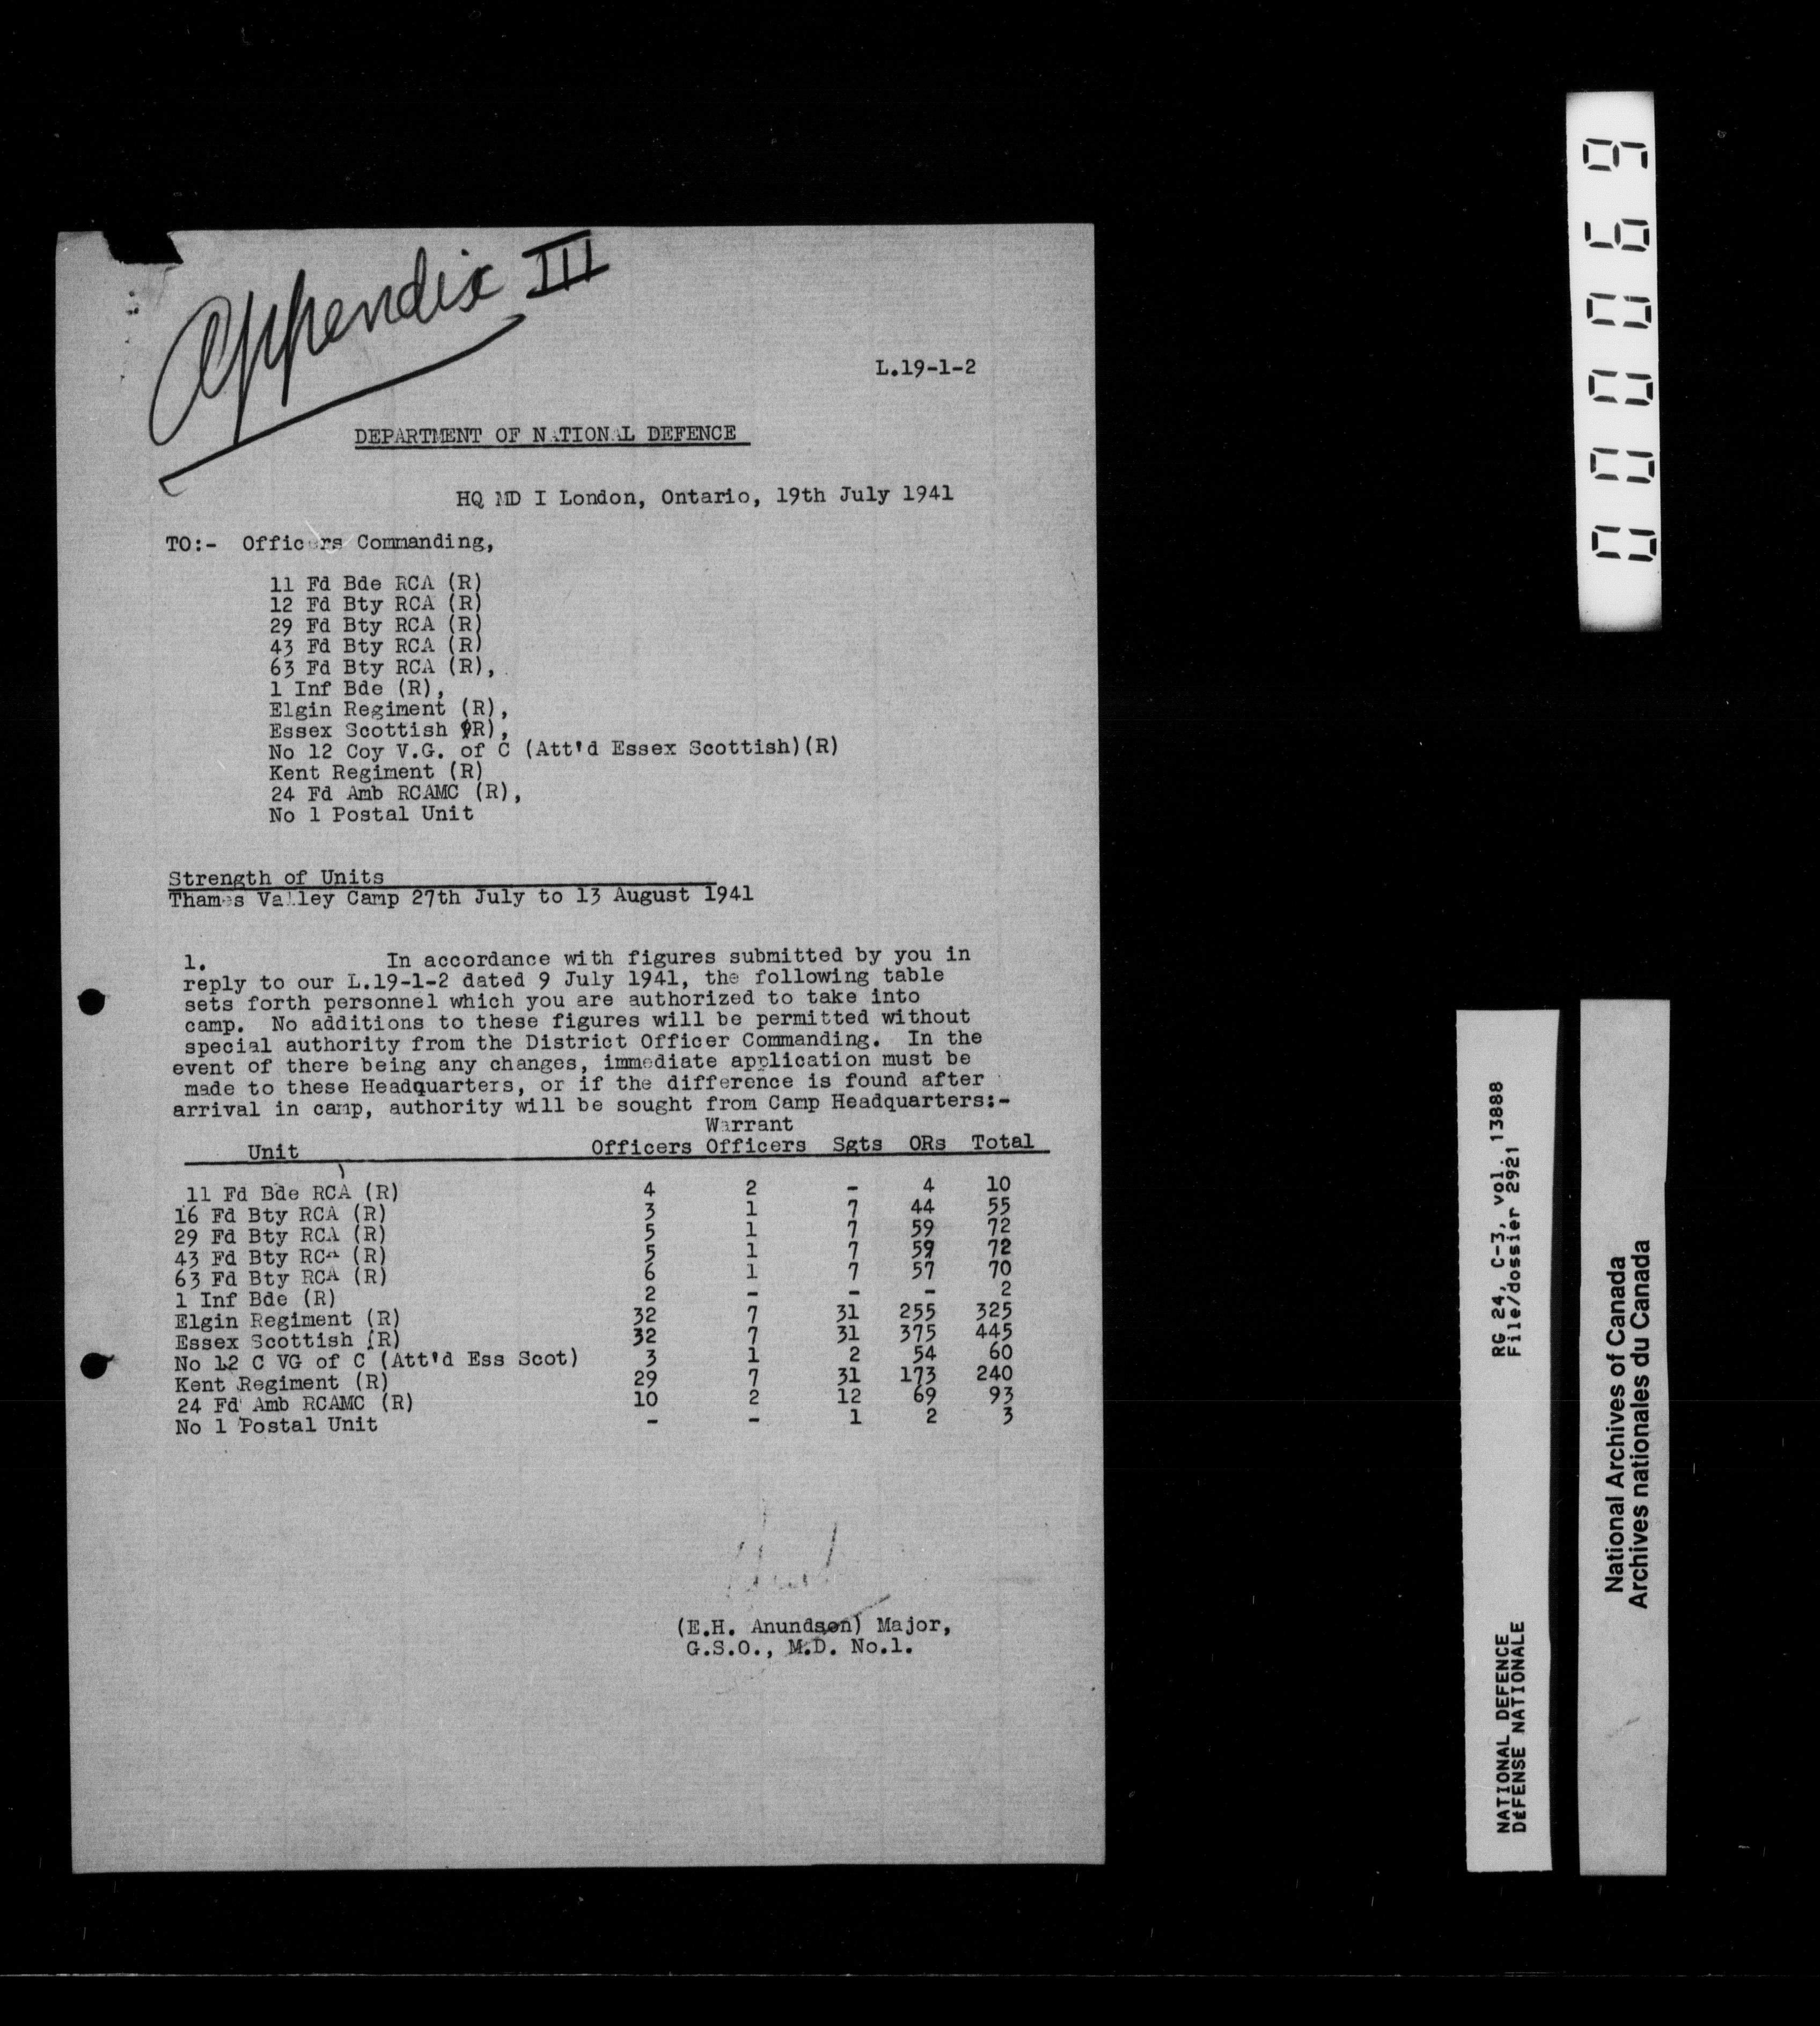 Appendix III
L.19-1-2
DEPARTMENT OF NATIONAL DEFENCE
HQ MD I London, Ontario, 19th July 1941
TO:- Officers Commanding,
11 Fd Bde RCA (R)
12 Fd Bty RCA (R)
29 Fd Bty RCA (R)
43 Fd Bty RCA (R)
63 Fd Bty RCA (R),
1 Inf Bde (R),
Elgin Regiment (R),
Essex Scottish (R),
No 12 Coy V.G. of C (Att'd Essex Scottish)(R)
Kent Regiment (R)
24 Fd Amb RCAMC (R),
No 1 Postal Unit
Strength of Units
Thames Valley Camp 27th July to 13 August 1941
1. In accordance with figures submitted by you in
reply to our L.19-1-2 dated 9 July 1941, the following table
sets forth personnel which you are authorized to take into
camp. No additions to these figures will be permitted without
special authority from the District Officer Commanding. In the
event of there being any changes, immediate application must be
made to these Headquarters, or if the difference is found after
arrival in camp, authority will be sought from Camp Headquarters:-
Warrant
Unit Officers Officers Sgts ORs Total
11 Fd Bde RCA (R) 4 2 - 4 10
16 Fd Bty RCA (R) 3 1 7 44 55
29 Fd Bty RCA (R) 5 1 7 59 72
43 Fd Bty RCA (R) 5 1 7 59 72
63 Fd Bty RCA (R) 6 1 7 57 70
1 Inf Bde (R) 2 - - - 2
Elgin Regiment (R) 32 7 31 255 325
Essex Scottish (R) 32 7 31 375 445
No 12 C VG of C (Att'd Ess Scot) 3 1 2 54 60
Kent Regiment (R) 29 7 31 173 240
24 Fd Amb RCAMC (R) 10 2 12 69 93
No 1 Postal Unit - - 1 2 3
(E.H. Anundson) Major,
G.S.O., M.D. No.1.
000069
RG 24, C-3, vol. 13888
File/dossier 2921
NATIONAL DEFENCE
DéFENSE NATIONALE
National Archives of Canada
Archives nationales du Canada